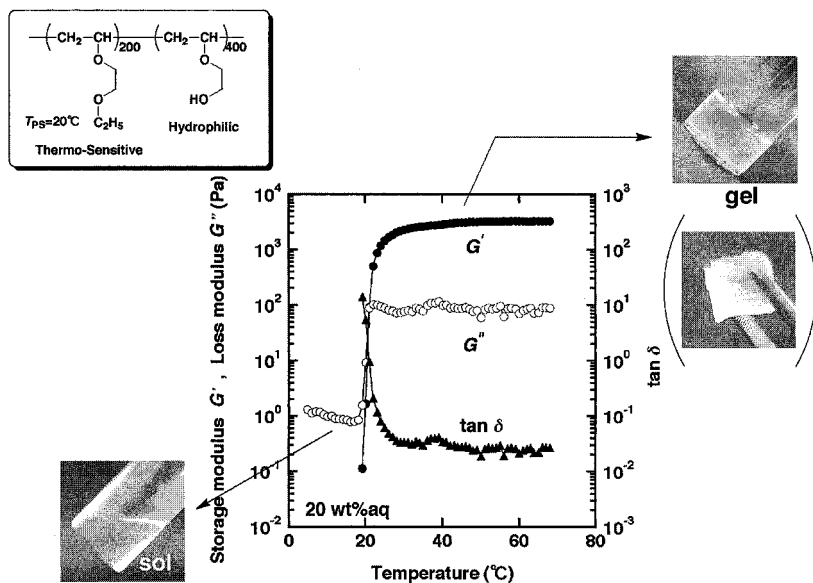 —(CH₂—CH)₂₀₀—(CH₂—CH)₄₀₀—
O O
O HO
T_PS=20℃ C₂H₅ Hydrophilic
Thermo-Sensitive
gel
Storage modulus G′ , Loss modulus G″ (Pa)
10⁴
10³
10²
10¹
10⁰
10⁻¹
10⁻²
G′
G″
tan δ
20 wt%aq
0 20 40 60 80
Temperature (℃)
10³
10²
10¹
10⁰
10⁻¹
10⁻²
10⁻³
tan δ
sol